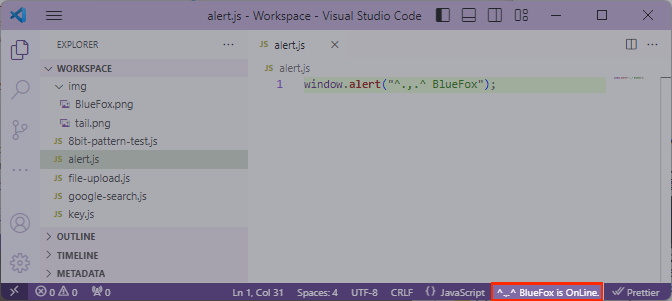 alert.js - Workspace - Visual Studio Code
EXPLORER
WORKSPACE
img
BlueFox.png
tail.png
JS 8bit-pattern-test.js
JS alert.js
JS file-upload.js
JS google-search.js
JS key.js
OUTLINE
TIMELINE
METADATA
JS alert.js
JS alert.js
1 window.alert("^.,.^ BlueFox");
0 0 0 Ln 1, Col 31 Spaces: 4 UTF-8 CRLF {} JavaScript ^_^ BlueFox is OnLine. Prettier